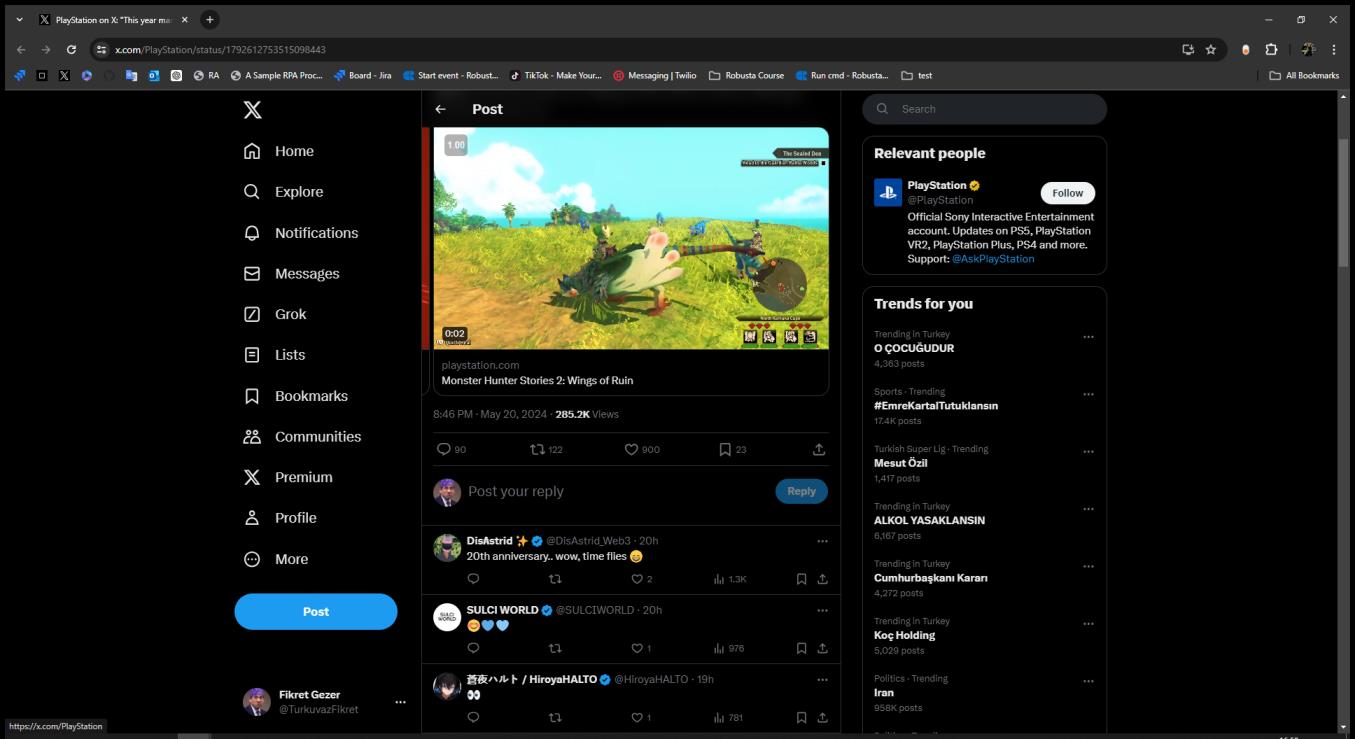 PlayStation on X: "This year mar
x.com/PlayStation/status/1792612753515098443
RA
A Sample RPA Proc...
Board - Jira
Start event - Robust...
TikTok - Make Your...
Messaging | Twilio
Robusta Course
Run cmd - Robusta...
test
All Bookmarks
Home
Explore
Notifications
Messages
Grok
Lists
Bookmarks
Communities
Premium
Profile
More
Post
Fikret Gezer
@TurkuvazFikret
https://x.com/PlayStation
Post
1.00
The Sealed Den
0:02
playstation.com
Monster Hunter Stories 2: Wings of Ruin
8:46 PM · May 20, 2024 · 285.2K Views
90 122 900 23
Post your reply
Reply
DisAstrid ✨ @DisAstrid_Web3 · 20h
20th anniversary.. wow, time flies 😄
2 1.3K
SULCI WORLD @SULCIWORLD · 20h
😊💙🩵
1 976
蒼夜ハルト / HiroyaHALTO @HiroyaHALTO · 19h
👀
1 781
Search
Relevant people
PlayStation
@PlayStation
Follow
Official Sony Interactive Entertainment
account. Updates on PS5, PlayStation
VR2, PlayStation Plus, PS4 and more.
Support: @AskPlayStation
Trends for you
Trending in Turkey
O ÇOCUĞUDUR
4,363 posts
Sports · Trending
#EmreKartalTutuklansın
17.4K posts
Turkish Super Lig · Trending
Mesut Özil
1,417 posts
Trending in Turkey
ALKOL YASAKLANSIN
6,167 posts
Trending in Turkey
Cumhurbaşkanı Kararı
4,272 posts
Trending in Turkey
Koç Holding
5,029 posts
Politics · Trending
Iran
958K posts